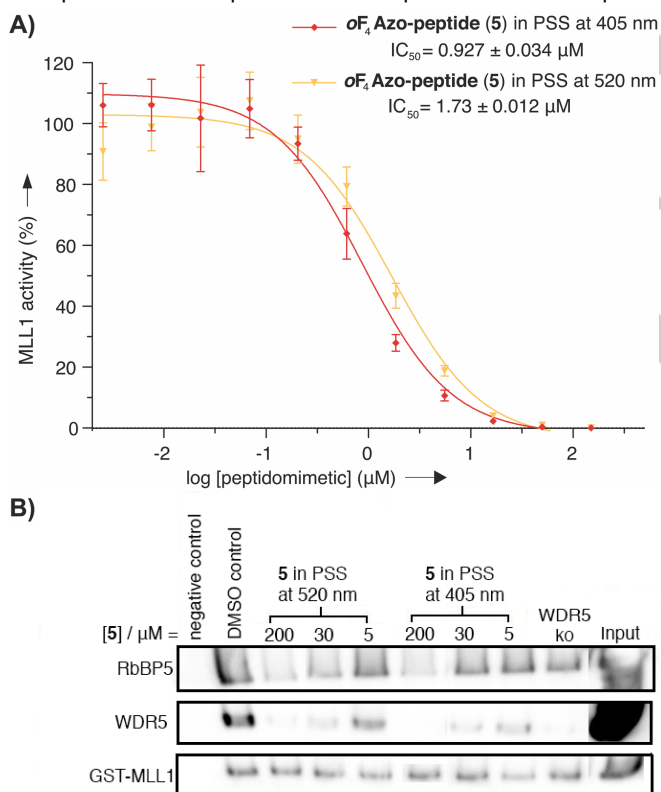 A)
oF4 Azo-peptide (5) in PSS at 405 nm
IC50= 0.927 ± 0.034 µM
oF4 Azo-peptide (5) in PSS at 520 nm
IC50= 1.73 ± 0.012 µM
MLL1 activity (%)
120
100
80
60
40
20
0
-2 -1 0 1 2
log [peptidomimetic] (µM)
B)
negative control
DMSO control
5 in PSS
at 520 nm
5 in PSS
at 405 nm
WDR5
[5] / µM = 200 30 5 200 30 5 ko Input
RbBP5
WDR5
GST-MLL1